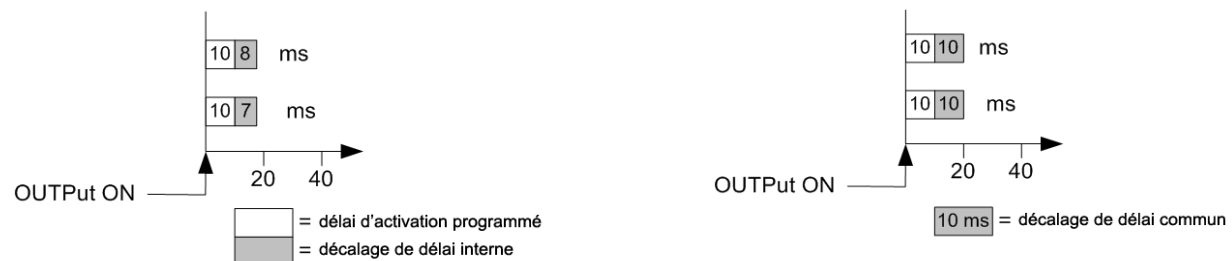 10 8 ms
10 7 ms
20 40
OUTPut ON
= délai d'activation programmé
= décalage de délai interne
10 10 ms
10 10 ms
20 40
OUTPut ON
10 ms = décalage de délai commun